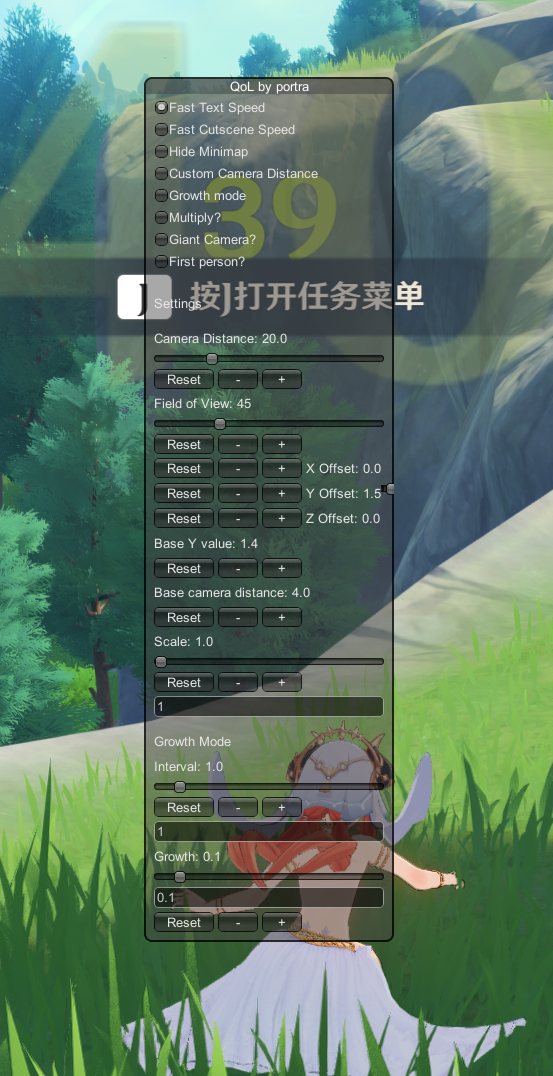 QoL by portra
Fast Text Speed
Fast Cutscene Speed
Hide Minimap
Custom Camera Distance
Growth mode
39
Multiply?
Giant Camera?
First person?
J 按J打开任务菜单
Settings
Camera Distance: 20.0
Reset - +
Field of View: 45
Reset - +
Reset - + X Offset: 0.0
Reset - + Y Offset: 1.5
Reset - + Z Offset: 0.0
Base Y value: 1.4
Reset - +
Base camera distance: 4.0
Reset - +
Scale: 1.0
Reset - +
1
Growth Mode
Interval: 1.0
Reset - +
1
Growth: 0.1
0.1
Reset - +